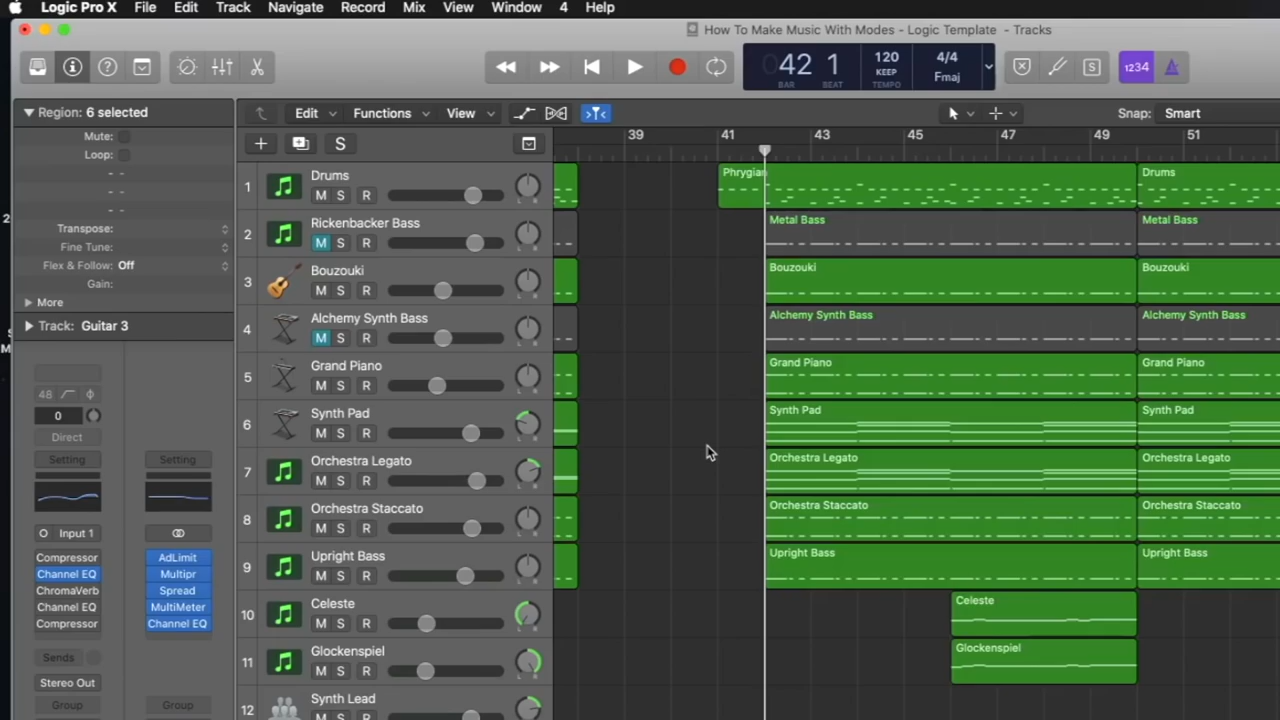 Logic Pro X File Edit Track Navigate Record Mix View Window 4 Help
How To Make Music With Modes - Logic Template - Tracks
042 1 120 4/4
KEEP Fmaj
BAR BEAT TEMPO
1234
Region: 6 selected
Edit Functions View Snap: Smart
Mute:
Loop:
Transpose:
Fine Tune:
Flex & Follow: Off
Gain:
More
Track: Guitar 3
S
39 41 43 45 47 49 51
1 Drums Phrygian Drums
S R
2 Rickenbacker Bass Metal Bass Metal Bass
M S R
3 Bouzouki Bouzouki Bouzouki
M S R
4 Alchemy Synth Bass Alchemy Synth Bass Alchemy Synth Bass
M S R
5 Grand Piano Grand Piano Grand Piano
M S R
6 Synth Pad Synth Pad Synth Pad
M S R
7 Orchestra Legato Orchestra Legato Orchestra Legato
M S R
8 Orchestra Staccato Orchestra Staccato Orchestra Staccato
M S R
9 Upright Bass Upright Bass Upright Bass
M S R
10 Celeste Celeste
M S R
11 Glockenspiel Glockenspiel
M S R
12 Synth Lead
M S R
48
0
Direct
Setting Setting
Input 1
Compressor AdLimit
Channel EQ Multipr
ChromaVerb Spread
Channel EQ MultiMeter
Compressor Channel EQ
Sends
Stereo Out
Group Group